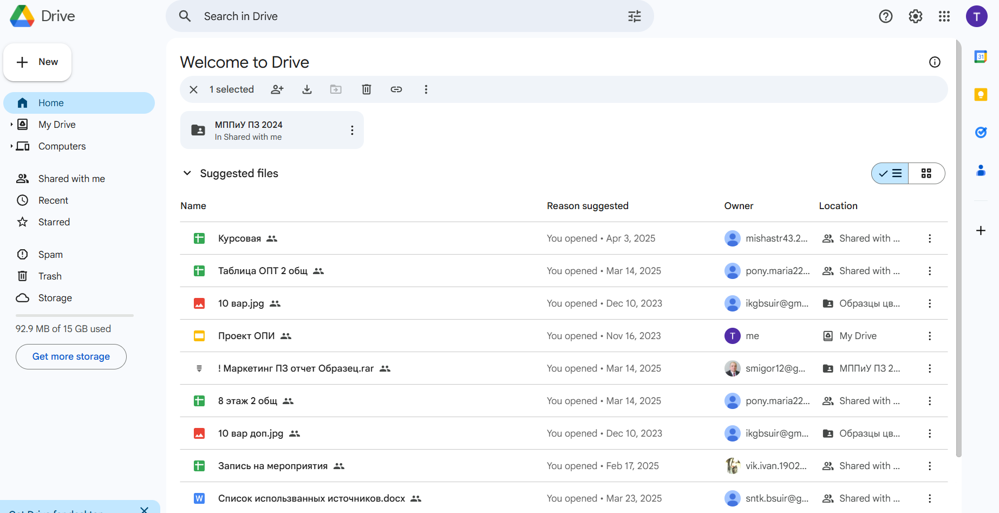 Drive
Search in Drive
T
New
Welcome to Drive
1 selected
Home
My Drive
Computers
Shared with me
Recent
Starred
Spam
Trash
Storage
92.9 MB of 15 GB used
Get more storage
МППиУ ПЗ 2024
In Shared with me
Suggested files
Name Reason suggested Owner Location
Курсовая You opened • Apr 3, 2025 mishastr43.2... Shared with ...
Таблица ОПТ 2 общ You opened • Mar 14, 2025 pony.maria22... Shared with ...
10 вар.jpg You opened • Dec 10, 2023 ikgbsuir@gm... Образцы цв...
Проект ОПИ You opened • Nov 16, 2023 T me My Drive
! Маркетинг ПЗ отчет Образец.rar You opened • Mar 14, 2025 smigor12@g... МППиУ ПЗ 2...
8 этаж 2 общ You opened • Mar 14, 2025 pony.maria22... Shared with ...
10 вар доп.jpg You opened • Dec 10, 2023 ikgbsuir@gm... Образцы цв...
Запись на мероприятия You opened • Feb 17, 2025 vik.ivan.1902... Shared with ...
W Список использванных источников.docx You opened • Mar 23, 2025 sntk.bsuir@g... Shared with ...
Get Drive for desktop
31